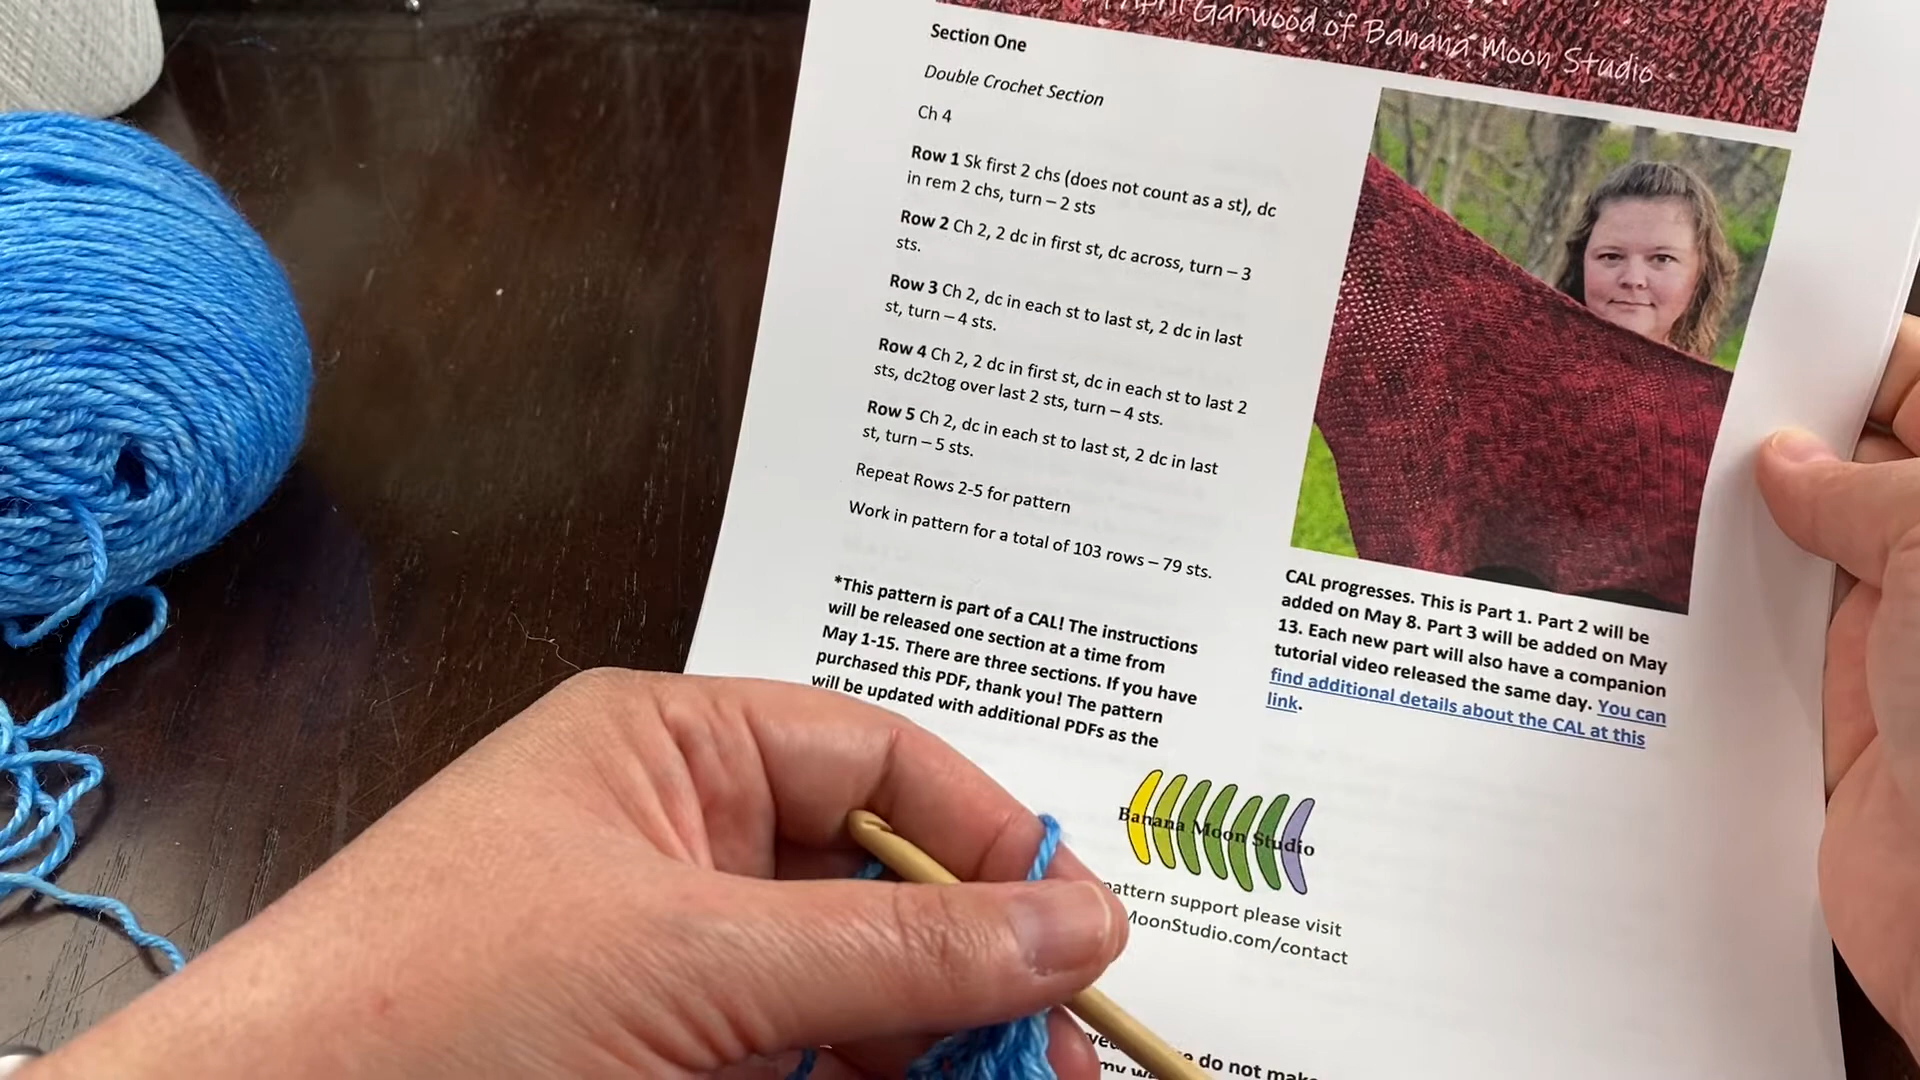 April Garwood of Banana Moon Studio
Section One
Double Crochet Section
Ch 4
Row 1 Sk first 2 chs (does not count as a st), dc
in rem 2 chs, turn – 2 sts
Row 2 Ch 2, 2 dc in first st, dc across, turn – 3
sts.
Row 3 Ch 2, dc in each st to last st, 2 dc in last
st, turn – 4 sts.
Row 4 Ch 2, 2 dc in first st, dc in each st to last 2
sts, dc2tog over last 2 sts, turn – 4 sts.
Row 5 Ch 2, dc in each st to last st, 2 dc in last
st, turn – 5 sts.
Repeat Rows 2-5 for pattern
Work in pattern for a total of 103 rows – 79 sts.
*This pattern is part of a CAL! The instructions
will be released one section at a time from
May 1-15. There are three sections. If you have
purchased this PDF, thank you! The pattern
will be updated with additional PDFs as the
CAL progresses. This is Part 1. Part 2 will be
added on May 8. Part 3 will be added on May
13. Each new part will also have a companion
tutorial video released the same day. You can
find additional details about the CAL at this
link.
Banana Moon Studio
pattern support please visit
MoonStudio.com/contact
do not make
my